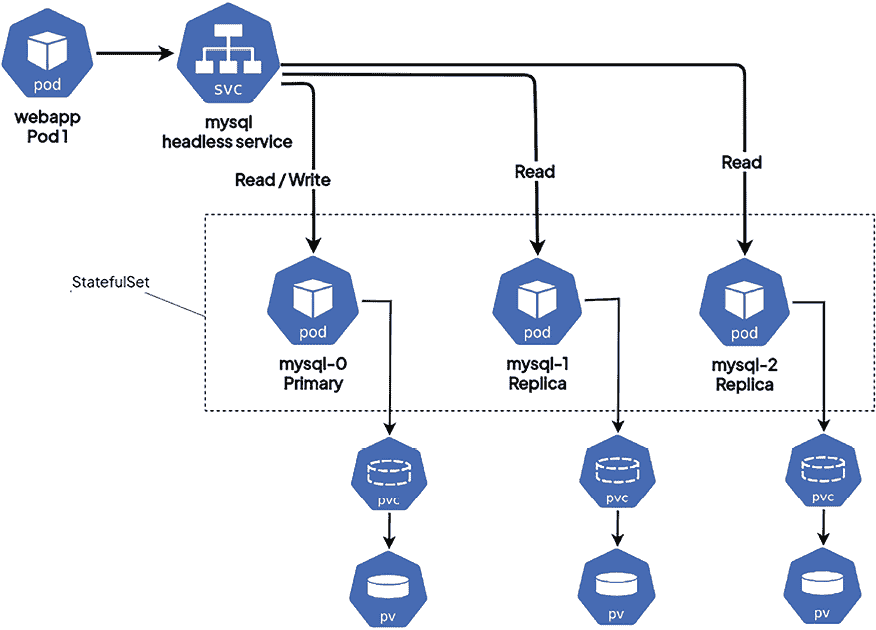 pod
svc
webapp
Pod 1
mysql
headless service
Read / Write
Read
Read
StatefulSet
pod
pod
pod
mysql-0
Primary
mysql-1
Replica
mysql-2
Replica
pvc
pvc
pvc
pv
pv
pv